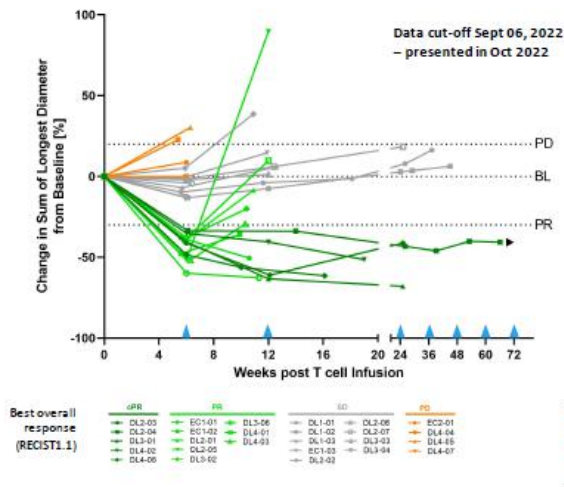 Data cut-off Sept 06, 2022
– presented in Oct 2022
Change in Sum of Longest Diameter
from Baseline [%]
100
50
0
-50
-100
PD
BL
PR
0 4 8 12 16 20 24 36 48 60 72
Weeks post T cell Infusion
Best overall
response
(RECIST1.1)
cPR
DL2-03
DL2-04
DL3-01
DL4-02
DL4-06
PR
EC1-01
EC1-02
DL2-01
DL2-05
DL3-02
DL3-06
DL4-01
DL4-03
SD
DL1-01
DL1-02
DL1-03
EC1-03
DL2-02
DL2-06
DL2-07
DL3-03
DL3-04
PD
EC2-01
DL4-04
DL4-05
DL4-07